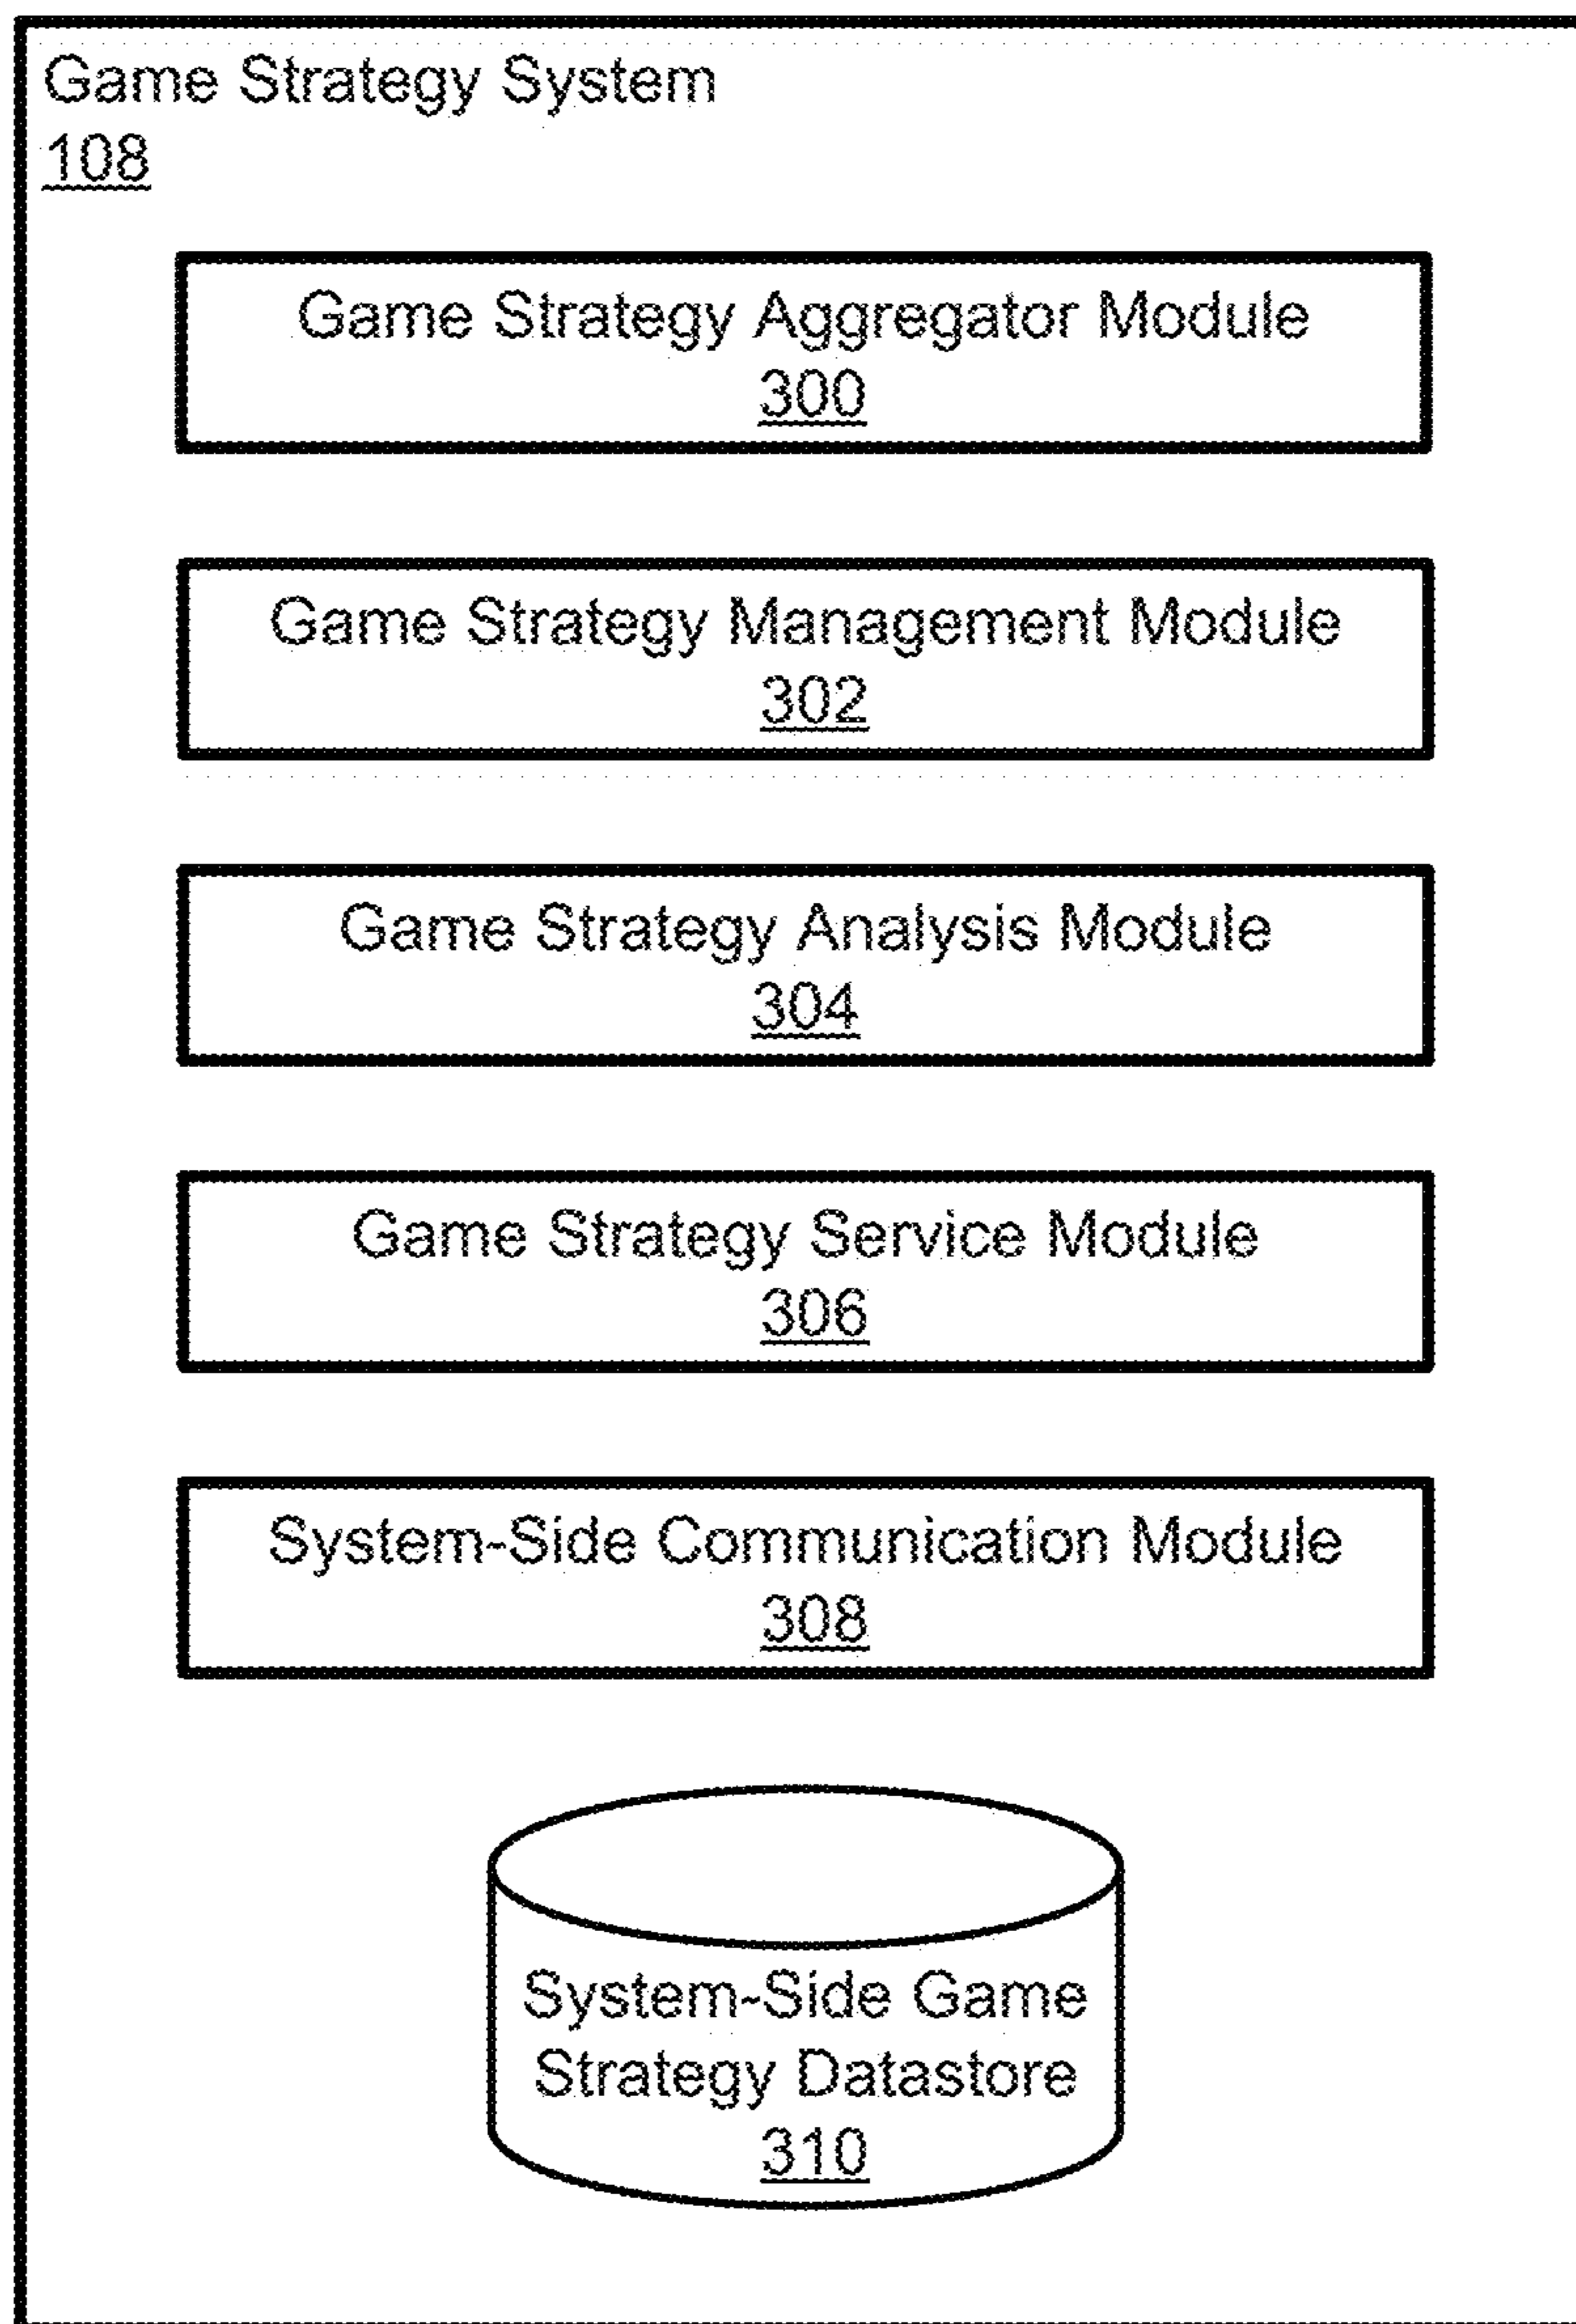 Game Strategy System
108
Game Strategy Aggregator Module
300
Game Strategy Management Module
302
Game Strategy Analysis Module
304
Game Strategy Service Module
306
System-Side Communication Module
308
System-Side Game
Strategy Datastore
310